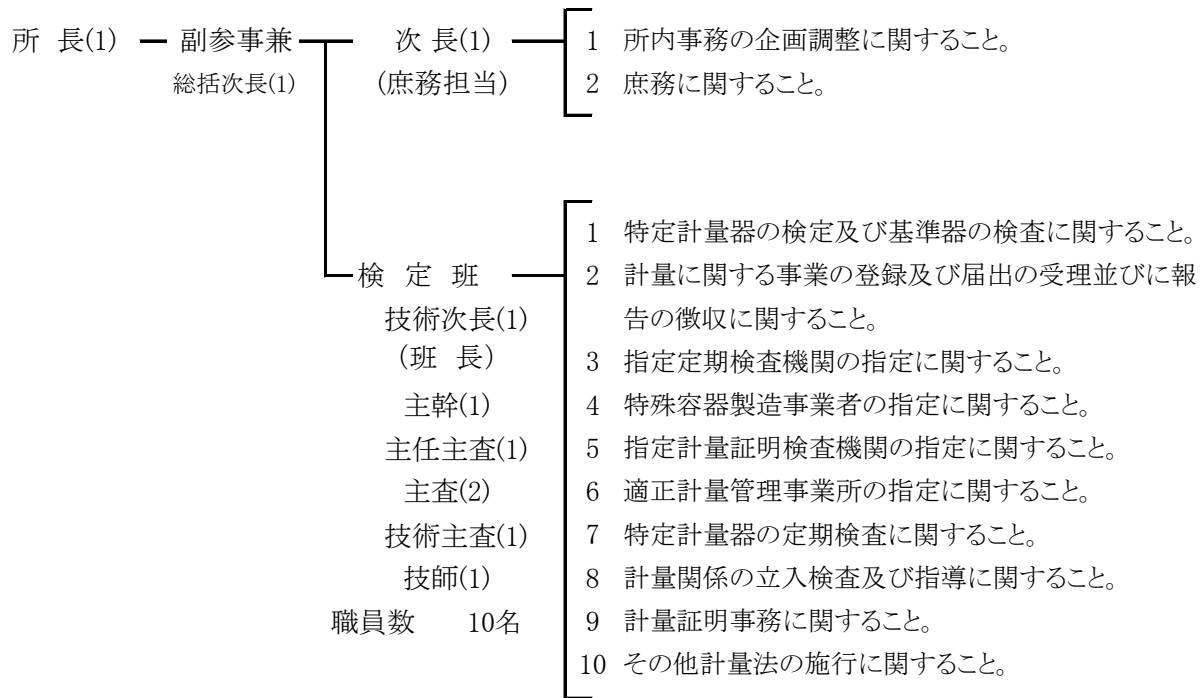 所 長(1) 副参事兼 次 長(1) 1 所内事務の企画調整に関すること。
総括次長(1) (庶務担当) 2 庶務に関すること。
1 特定計量器の検定及び基準器の検査に関すること。
検 定 班 2 計量に関する事業の登録及び届出の受理並びに報
技術次長(1) 告の徴収に関すること。
(班 長) 3 指定定期検査機関の指定に関すること。
主幹(1) 4 特殊容器製造事業者の指定に関すること。
主任主査(1) 5 指定計量証明検査機関の指定に関すること。
主査(2) 6 適正計量管理事業所の指定に関すること。
技術主査(1) 7 特定計量器の定期検査に関すること。
技師(1) 8 計量関係の立入検査及び指導に関すること。
職員数 10名 9 計量証明事務に関すること。
10 その他計量法の施行に関すること。